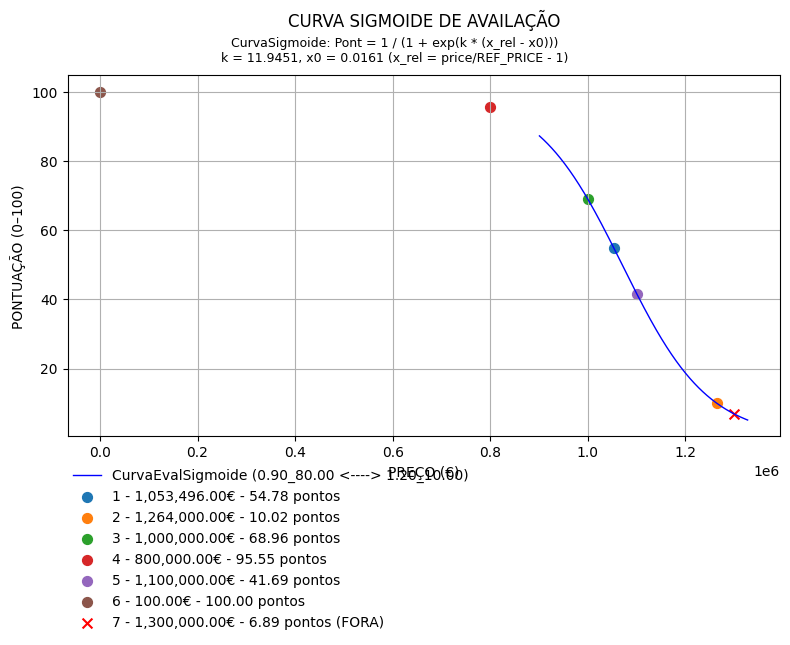 CURVA SIGMOIDE DE AVAILAÇÃO
CurvaSigmoide: Pont = 1 / (1 + exp(k * (x_rel - x0)))
k = 11.9451, x0 = 0.0161 (x_rel = price/REF_PRICE - 1)
PONTUAÇÃO (0–100)
100
80
60
40
20
0.0 0.2 0.4 0.6 0.8 1.0 1.2
1e6
PREÇO (€)
CurvaEvalSigmoide (0.90_80.00 <----> 1.20_10.00)
1 - 1,053,496.00€ - 54.78 pontos
2 - 1,264,000.00€ - 10.02 pontos
3 - 1,000,000.00€ - 68.96 pontos
4 - 800,000.00€ - 95.55 pontos
5 - 1,100,000.00€ - 41.69 pontos
6 - 100.00€ - 100.00 pontos
7 - 1,300,000.00€ - 6.89 pontos (FORA)